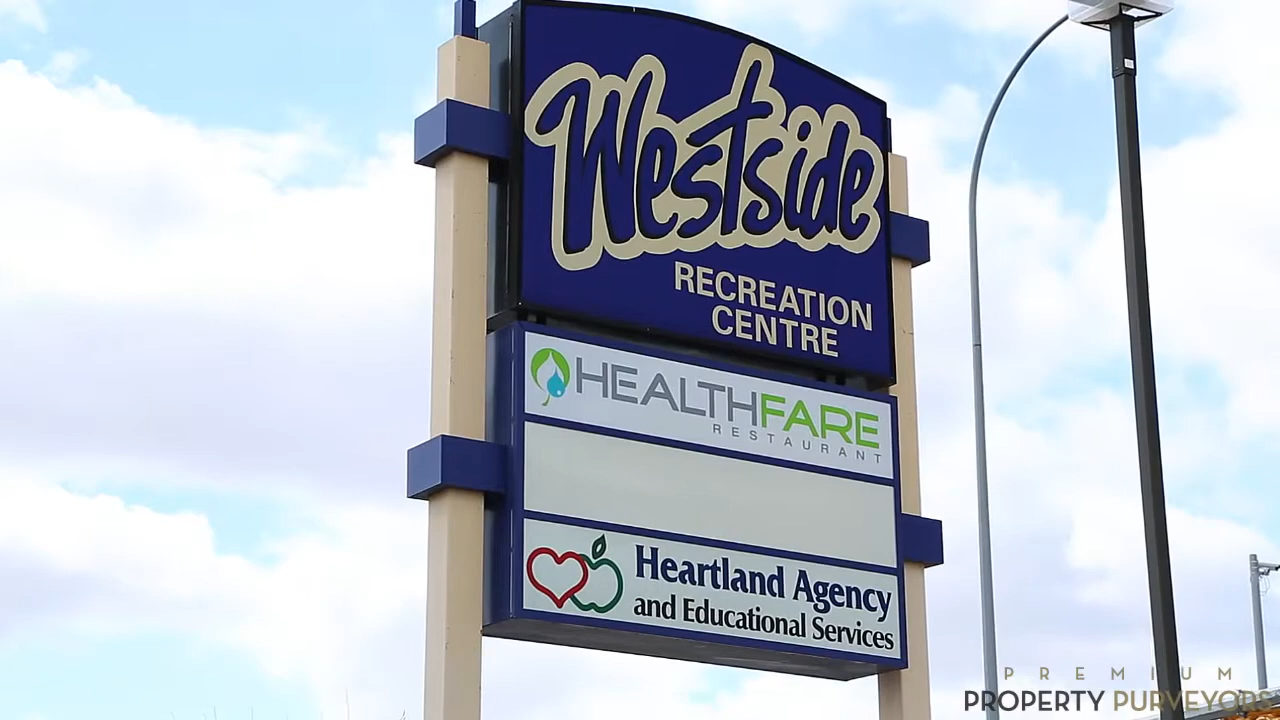 Westside
RECREATION
CENTRE
HEALTHFARE
RESTAURANT
Heartland Agency
and Educational Services
PREMIUM
PROPERTY PURVEYORS